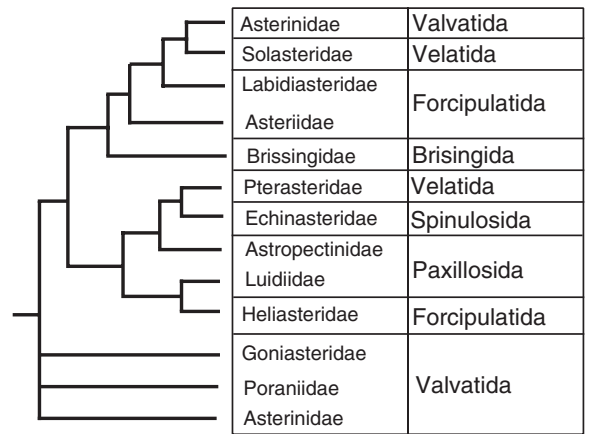 Asterinidae Valvatida
Solasteridae Velatida
Labidiasteridae
Forcipulatida
Asteriidae
Brissingidae Brisingida
Pterasteridae Velatida
Echinasteridae Spinulosida
Astropectinidae
Paxillosida
Luidiidae
Heliasteridae Forcipulatida
Goniasteridae
Poraniidae Valvatida
Asterinidae